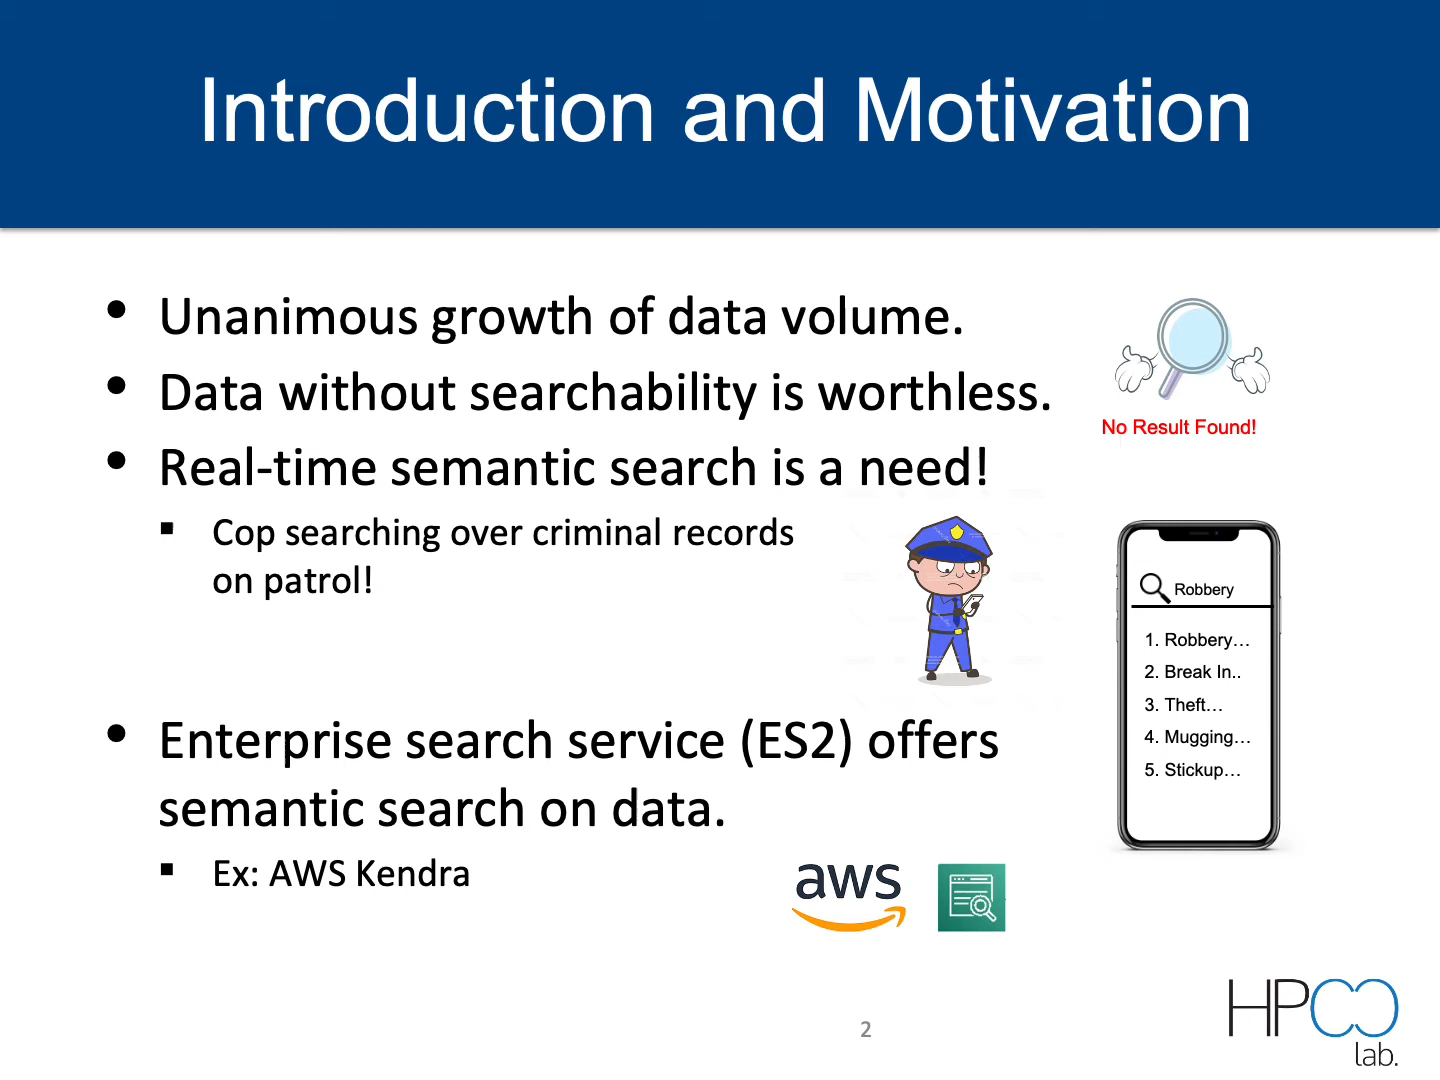 Introduction and Motivation
• Unanimous growth of data volume.
• Data without searchability is worthless.
No Result Found!
• Real-time semantic search is a need!
▪ Cop searching over criminal records
on patrol!
Robbery
1. Robbery…
2. Break In..
3. Theft…
4. Mugging…
5. Stickup…
• Enterprise search service (ES2) offers
semantic search on data.
▪ Ex: AWS Kendra
aws
2
HPCC
lab.